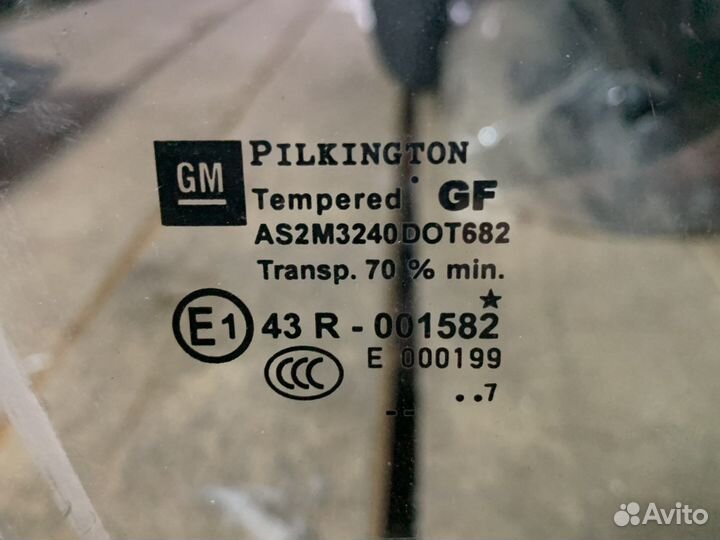 GM
PILKINGTON
Tempered GF
AS2M3240DOT682
Transp. 70 % min.
E1 43 R - 001582
CCC E 000199
..7
Avito